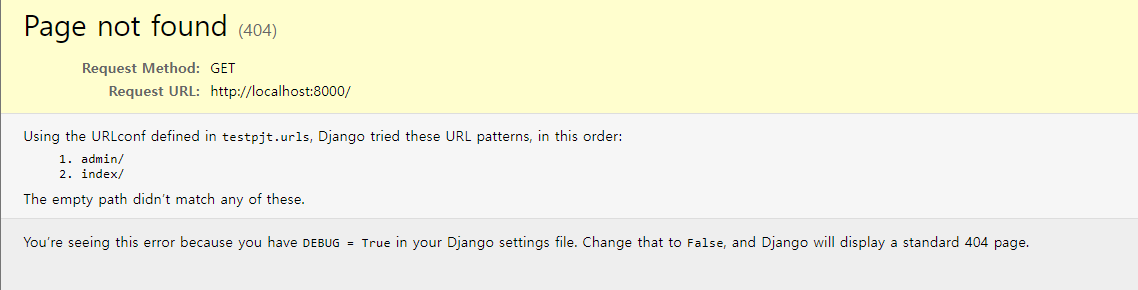 Page not found (404)
Request Method: GET
Request URL: http://localhost:8000/
Using the URLconf defined in testpjt.urls, Django tried these URL patterns, in this order:
1. admin/
2. index/
The empty path didn’t match any of these.
You’re seeing this error because you have DEBUG = True in your Django settings file. Change that to False, and Django will display a standard 404 page.